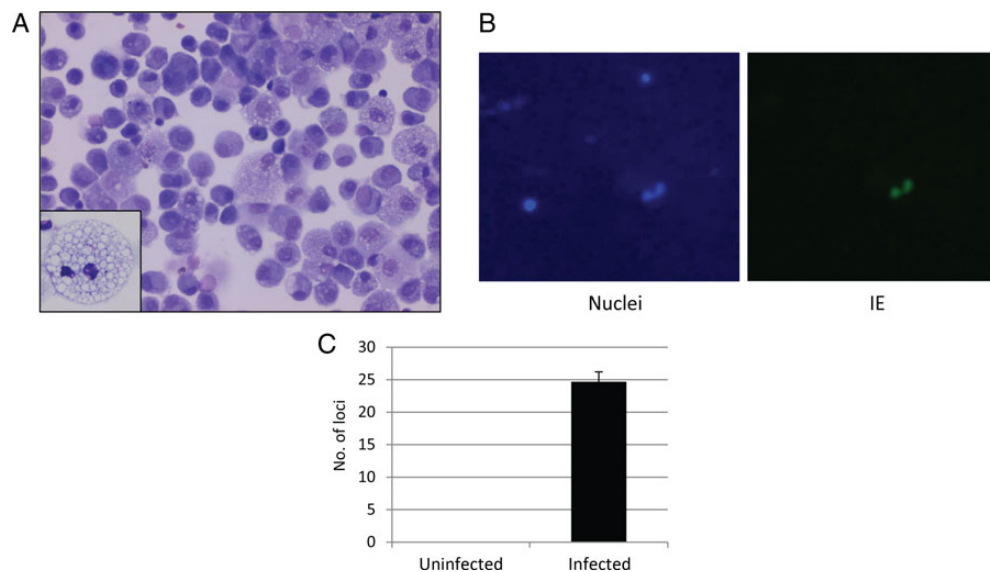 A
B
Nuclei
IE
C
No. of loci
30
25
20
15
10
5
0
Uninfected
Infected